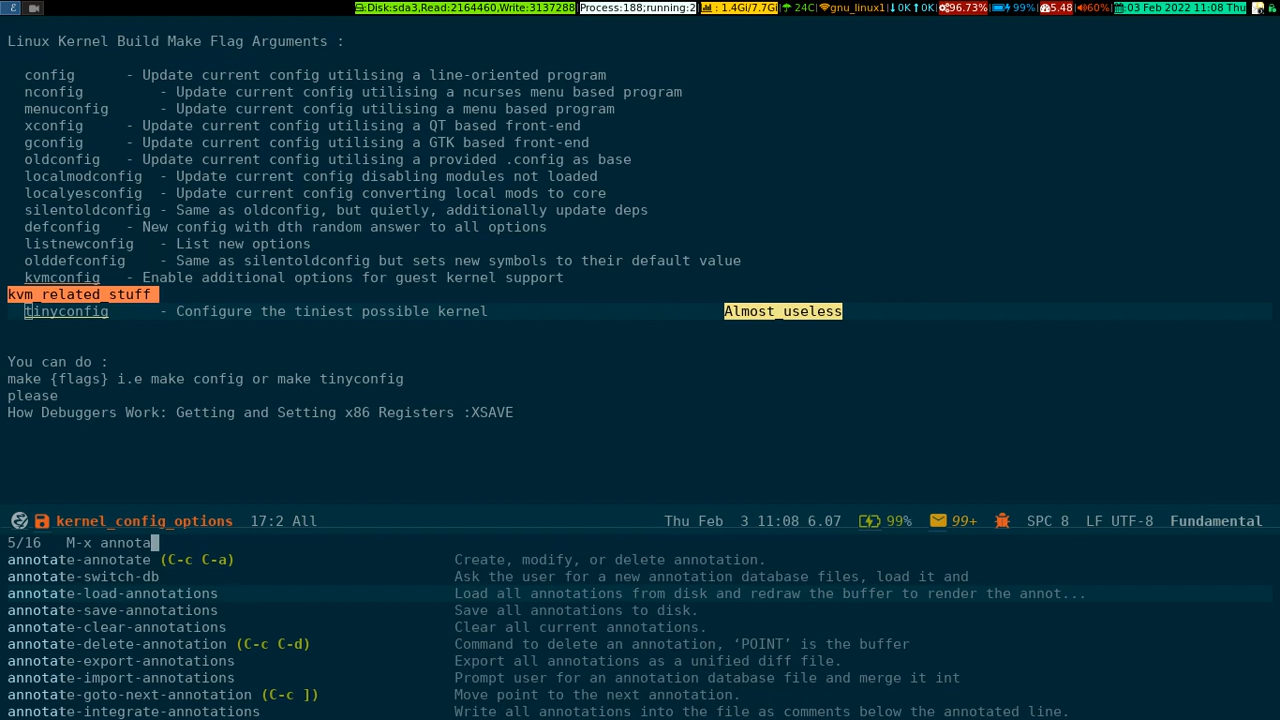 ε Disk:sda3,Read:2164460,Write:3137288 Process:188;running:2 : 1.4Gi/7.7Gi 24C gnu_linux1 ↓0K ↑0K 96.73% 99% 5.48 60% :03 Feb 2022 11:08 Thu
Linux Kernel Build Make Flag Arguments :
config - Update current config utilising a line-oriented program
nconfig - Update current config utilising a ncurses menu based program
menuconfig - Update current config utilising a menu based program
xconfig - Update current config utilising a QT based front-end
gconfig - Update current config utilising a GTK based front-end
oldconfig - Update current config utilising a provided .config as base
localmodconfig - Update current config disabling modules not loaded
localyesconfig - Update current config converting local mods to core
silentoldconfig - Same as oldconfig, but quietly, additionally update deps
defconfig - New config with dth random answer to all options
listnewconfig - List new options
olddefconfig - Same as silentoldconfig but sets new symbols to their default value
kvmconfig - Enable additional options for guest kernel support
kvm_related_stuff
tinyconfig - Configure the tiniest possible kernel Almost_useless
You can do :
make {flags} i.e make config or make tinyconfig
please
How Debuggers Work: Getting and Setting x86 Registers :XSAVE
kernel_config_options 17:2 All Thu Feb 3 11:08 6.07 99% 99+ SPC 8 LF UTF-8 Fundamental
5/16 M-x annota
annotate-annotate (C-c C-a) Create, modify, or delete annotation.
annotate-switch-db Ask the user for a new annotation database files, load it and
annotate-load-annotations Load all annotations from disk and redraw the buffer to render the annot...
annotate-save-annotations Save all annotations to disk.
annotate-clear-annotations Clear all current annotations.
annotate-delete-annotation (C-c C-d) Command to delete an annotation, ‘POINT’ is the buffer
annotate-export-annotations Export all annotations as a unified diff file.
annotate-import-annotations Prompt user for an annotation database file and merge it int
annotate-goto-next-annotation (C-c ]) Move point to the next annotation.
annotate-integrate-annotations Write all annotations into the file as comments below the annotated line.